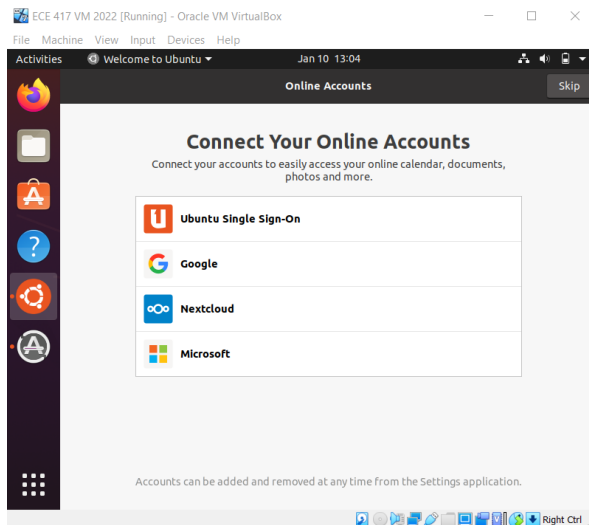 ECE 417 VM 2022 [Running] - Oracle VM VirtualBox
File Machine View Input Devices Help
Activities Welcome to Ubuntu Jan 10 13:04
Online Accounts Skip
Connect Your Online Accounts
Connect your accounts to easily access your online calendar, documents,
photos and more.
Ubuntu Single Sign-On
Google
Nextcloud
Microsoft
Accounts can be added and removed at any time from the Settings application.
Right Ctrl